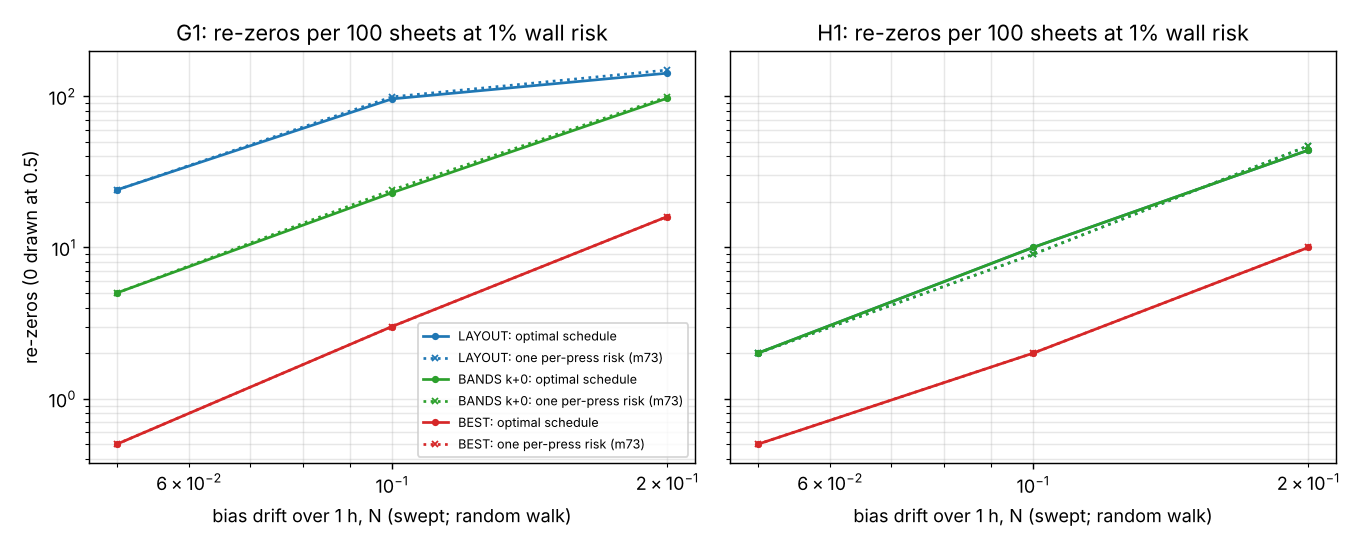 G1: re-zeros per 100 sheets at 1% wall risk
H1: re-zeros per 100 sheets at 1% wall risk
re-zeros (0 drawn at 0.5)
10²
10¹
10⁰
LAYOUT: optimal schedule
LAYOUT: one per-press risk (m73)
BANDS k+0: optimal schedule
BANDS k+0: one per-press risk (m73)
BEST: optimal schedule
BEST: one per-press risk (m73)
6 × 10⁻²
10⁻¹
2 × 10⁻¹
6 × 10⁻²
10⁻¹
2 × 10⁻¹
bias drift over 1 h, N (swept; random walk)
bias drift over 1 h, N (swept; random walk)